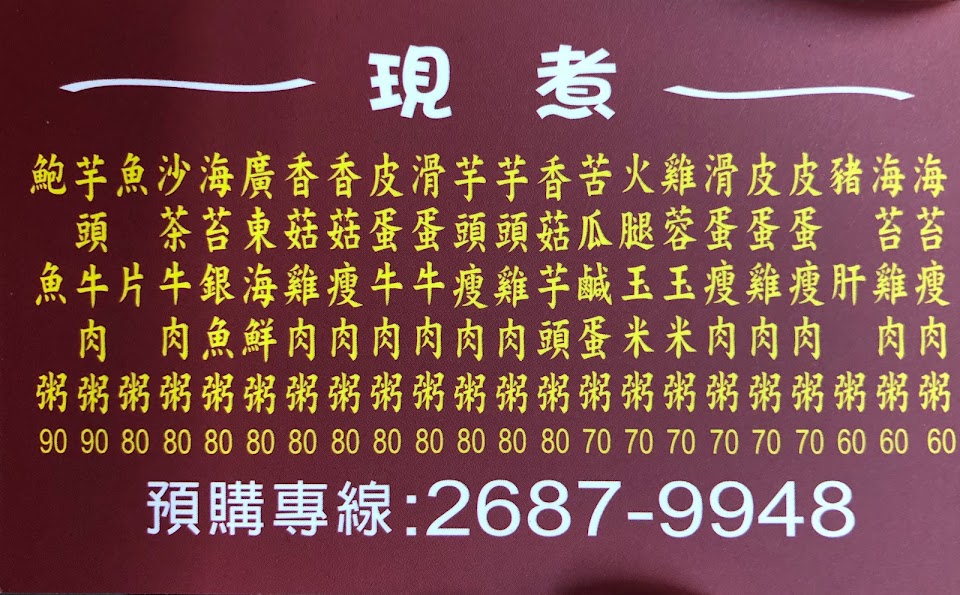 現煮
海苔瘦肉粥 60
海苔雞肉粥 60
豬肝粥 60
皮蛋瘦肉粥 70
皮蛋雞肉粥 70
滑蛋瘦肉粥 70
雞蓉玉米粥 70
火腿玉米粥 70
苦瓜鹹蛋粥 70
香菇芋頭粥 80
芋頭雞肉粥 80
芋頭瘦肉粥 80
滑蛋牛肉粥 80
皮蛋牛肉粥 80
香菇瘦肉粥 80
香菇雞肉粥 80
廣東海鮮粥 80
海苔銀魚粥 80
沙茶牛肉粥 80
魚片粥 80
芋頭牛肉粥 90
鮑魚粥 90
預購專線:2687-9948